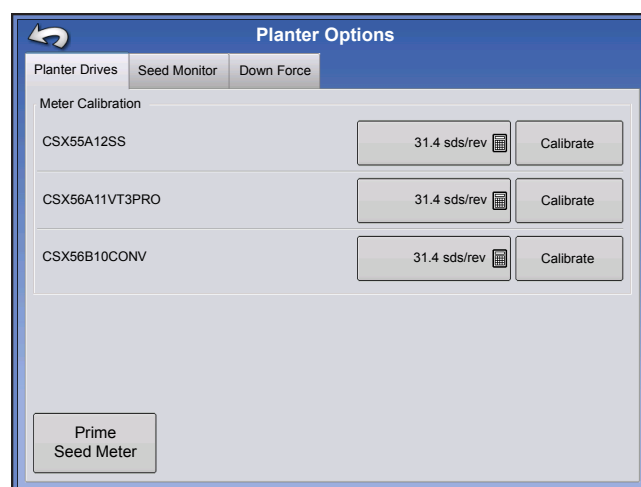 Planter Options
Planter Drives Seed Monitor Down Force
Meter Calibration
CSX55A12SS 31.4 sds/rev Calibrate
CSX56A11VT3PRO 31.4 sds/rev Calibrate
CSX56B10CONV 31.4 sds/rev Calibrate
Prime
Seed Meter